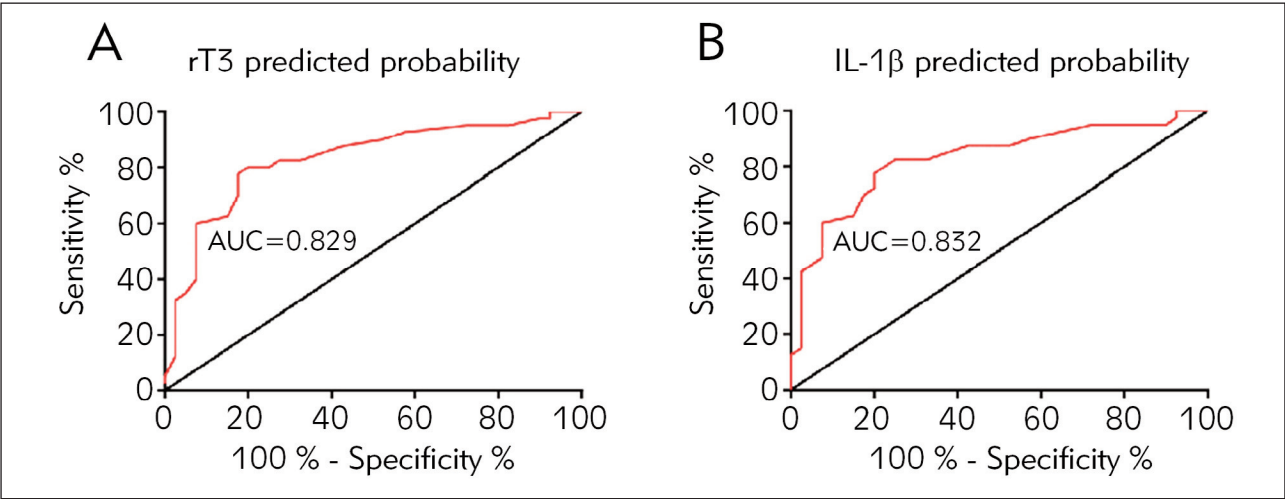 A
rT3 predicted probability
100
80
60
40
20
0
Sensitivity %
AUC=0.829
0 20 40 60 80 100
100 % - Specificity %
B
IL-1β predicted probability
100
80
60
40
20
0
Sensitivity %
AUC=0.832
0 20 40 60 80 100
100 % - Specificity %